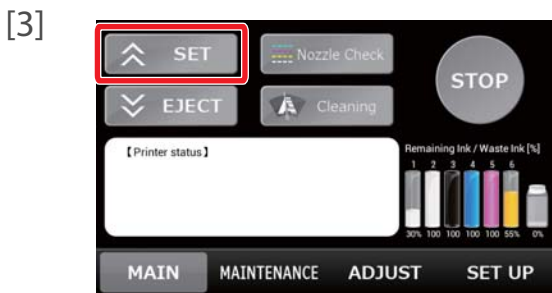 [3]
SET
Nozzle Check
STOP
EJECT
Cleaning
【Printer status】
Remaining Ink / Waste Ink [%]
1 2 3 4 5 6
30% 100 100 100 100 55% 0%
MAIN MAINTENANCE ADJUST SET UP